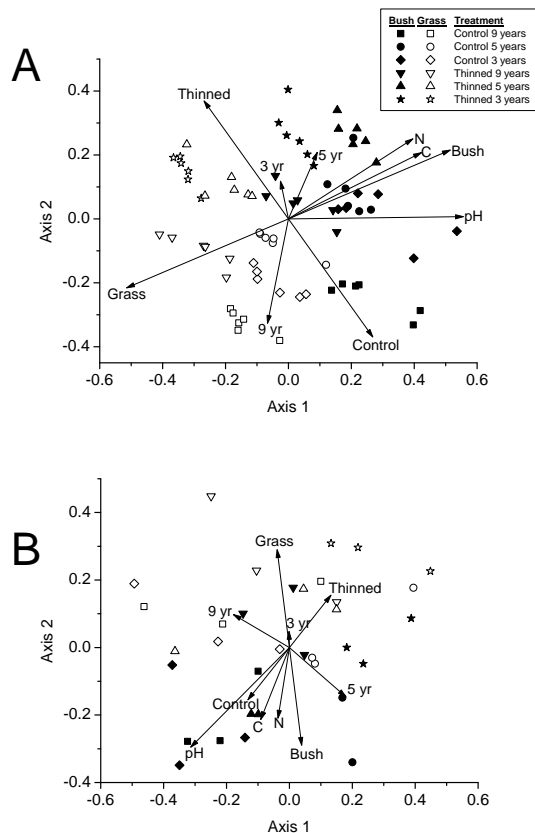 Bush Grass Treatment
Control 9 years
Control 5 years
Control 3 years
Thinned 9 years
Thinned 5 years
Thinned 3 years
A
0.6
0.4
0.2
0.0
-0.2
-0.4
Axis 2
Thinned
3 yr
5 yr
N
C
Bush
pH
Grass
9 yr
Control
-0.6 -0.4 -0.2 0.0 0.2 0.4 0.6
Axis 1
B
0.4
0.2
0.0
-0.2
-0.4
Axis 2
Grass
Thinned
9 yr
3 yr
5 yr
Control
C
N
pH
Bush
-0.6 -0.4 -0.2 0.0 0.2 0.4 0.6
Axis 1